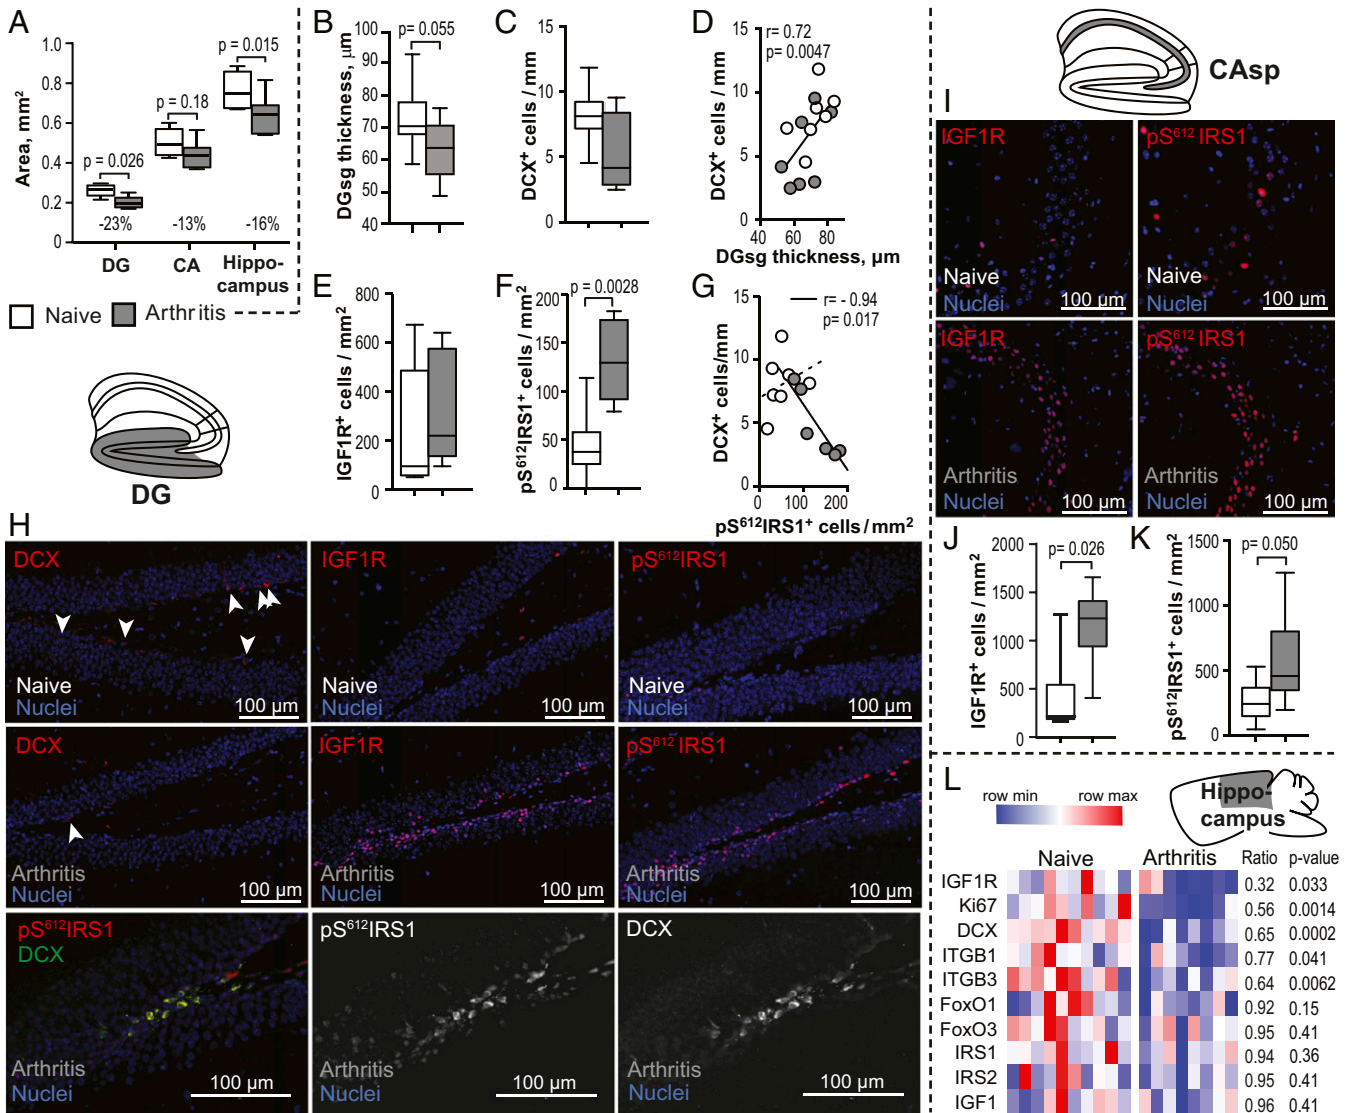 A
Area, mm²
1.0
0.8
0.6
0.4
0.2
0
p = 0.026
p = 0.18
p = 0.015
-23%
-13%
-16%
DG
CA
Hippo-
campus
Naive
Arthritis
DG
B
DGsg thickness, µm
100
90
80
70
60
50
40
p = 0.055
C
DCX⁺ cells / mm
15
10
5
0
D
DCX⁺ cells / mm
15
10
5
0
r= 0.72
p= 0.0047
40
60
80
DGsg thickness, µm
E
IGF1R⁺ cells / mm²
800
600
400
200
0
F
pS⁶¹²IRS1⁺ cells / mm²
200
150
100
50
0
p = 0.0028
G
DCX⁺ cells/mm
15
10
5
0
r= - 0.94
p= 0.017
0
100
200
pS⁶¹²IRS1⁺ cells/mm²
H
DCX
Naive
Nuclei
100 µm
IGF1R
Naive
Nuclei
100 µm
pS⁶¹²IRS1
Naive
Nuclei
100 µm
DCX
Arthritis
Nuclei
100 µm
IGF1R
Arthritis
Nuclei
100 µm
pS⁶¹²IRS1
Arthritis
Nuclei
100 µm
pS⁶¹²IRS1
DCX
Arthritis
Nuclei
100 µm
pS⁶¹²IRS1
Arthritis
Nuclei
100 µm
DCX
Arthritis
Nuclei
100 µm
CAsp
I
IGF1R
Naive
Nuclei
100 µm
pS⁶¹²IRS1
Naive
Nuclei
100 µm
IGF1R
Arthritis
Nuclei
100 µm
pS⁶¹²IRS1
Arthritis
Nuclei
100 µm
J
IGF1R⁺ cells / mm²
2000
1500
1000
500
0
p= 0.026
K
pS⁶¹²IRS1⁺ cells / mm²
1500
1000
500
0
p= 0.050
L
row min
row max
Hippo-
campus
Naive
Arthritis
Ratio
p-value
IGF1R 0.32 0.033
Ki67 0.56 0.0014
DCX 0.65 0.0002
ITGB1 0.77 0.041
ITGB3 0.64 0.0062
FoxO1 0.92 0.15
FoxO3 0.95 0.41
IRS1 0.94 0.36
IRS2 0.95 0.41
IGF1 0.96 0.41